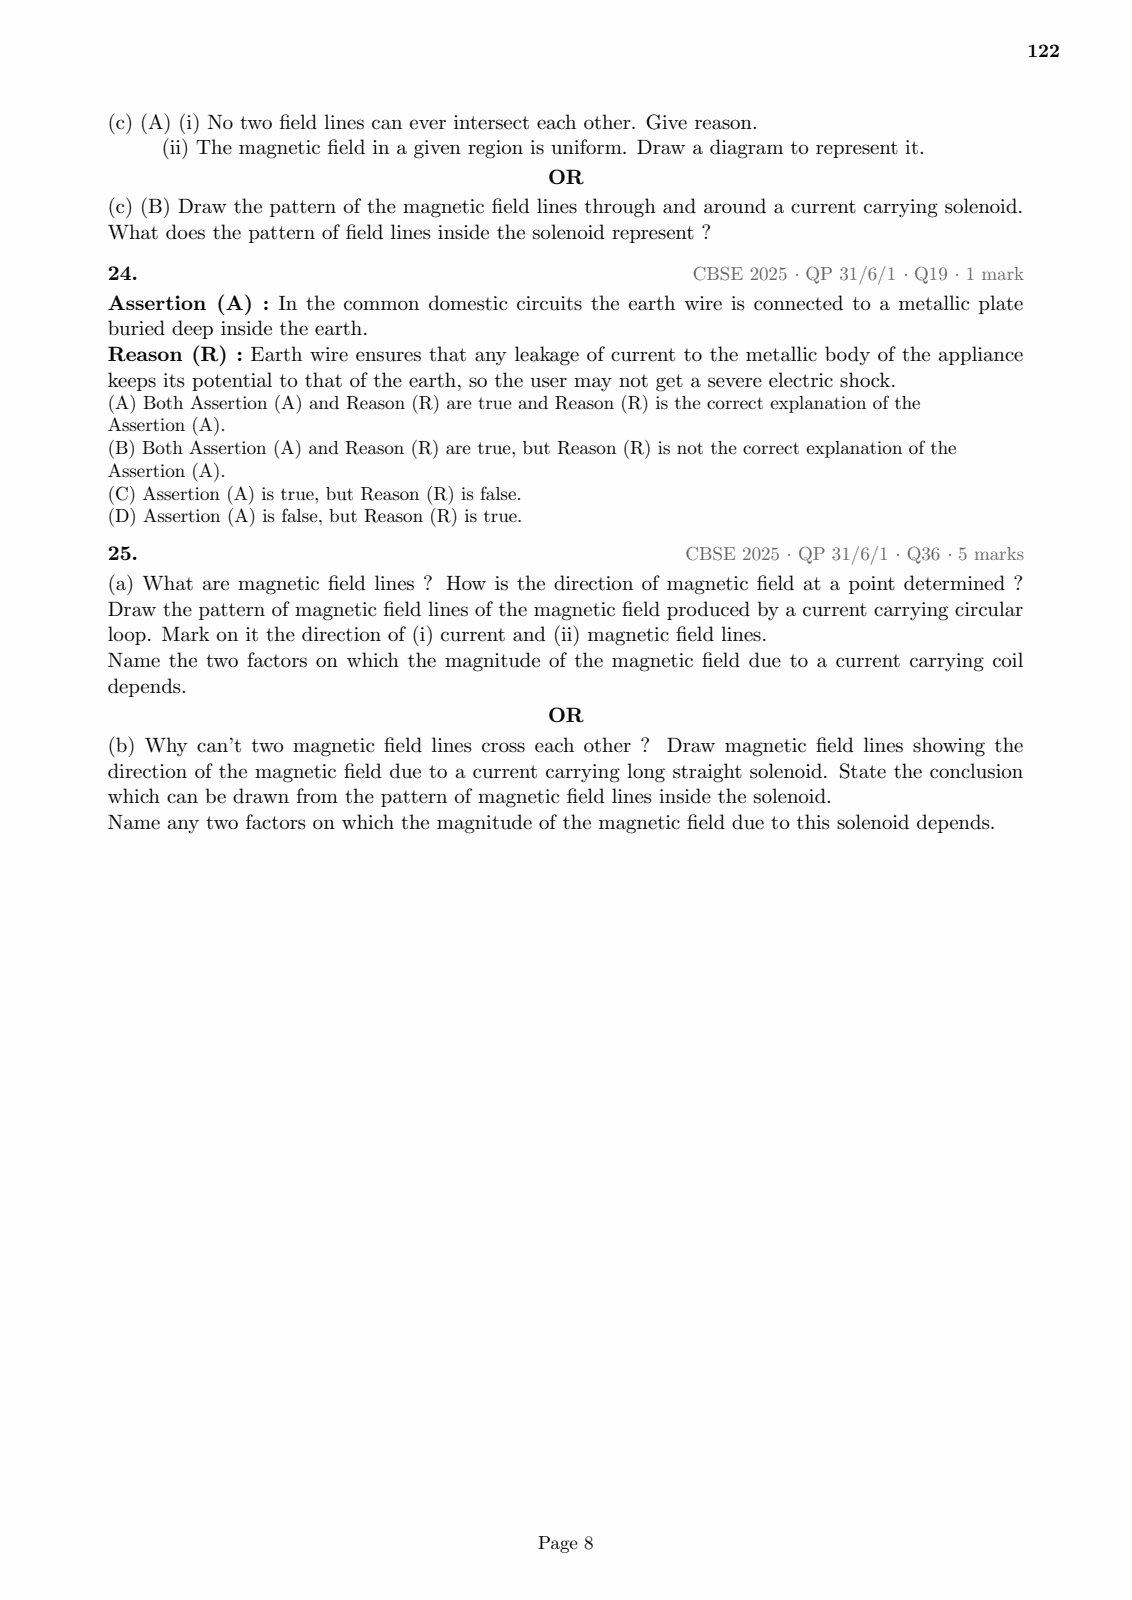 122
(c) (A) (i) No two field lines can ever intersect each other. Give reason.
(ii) The magnetic field in a given region is uniform. Draw a diagram to represent it.
OR
(c) (B) Draw the pattern of the magnetic field lines through and around a current carrying solenoid.
What does the pattern of field lines inside the solenoid represent ?
24. CBSE 2025 · QP 31/6/1 · Q19 · 1 mark
Assertion (A) : In the common domestic circuits the earth wire is connected to a metallic plate
buried deep inside the earth.
Reason (R) : Earth wire ensures that any leakage of current to the metallic body of the appliance
keeps its potential to that of the earth, so the user may not get a severe electric shock.
(A) Both Assertion (A) and Reason (R) are true and Reason (R) is the correct explanation of the
Assertion (A).
(B) Both Assertion (A) and Reason (R) are true, but Reason (R) is not the correct explanation of the
Assertion (A).
(C) Assertion (A) is true, but Reason (R) is false.
(D) Assertion (A) is false, but Reason (R) is true.
25. CBSE 2025 · QP 31/6/1 · Q36 · 5 marks
(a) What are magnetic field lines ? How is the direction of magnetic field at a point determined ?
Draw the pattern of magnetic field lines of the magnetic field produced by a current carrying circular
loop. Mark on it the direction of (i) current and (ii) magnetic field lines.
Name the two factors on which the magnitude of the magnetic field due to a current carrying coil
depends.
OR
(b) Why can't two magnetic field lines cross each other ? Draw magnetic field lines showing the
direction of the magnetic field due to a current carrying long straight solenoid. State the conclusion
which can be drawn from the pattern of magnetic field lines inside the solenoid.
Name any two factors on which the magnitude of the magnetic field due to this solenoid depends.
Page 8